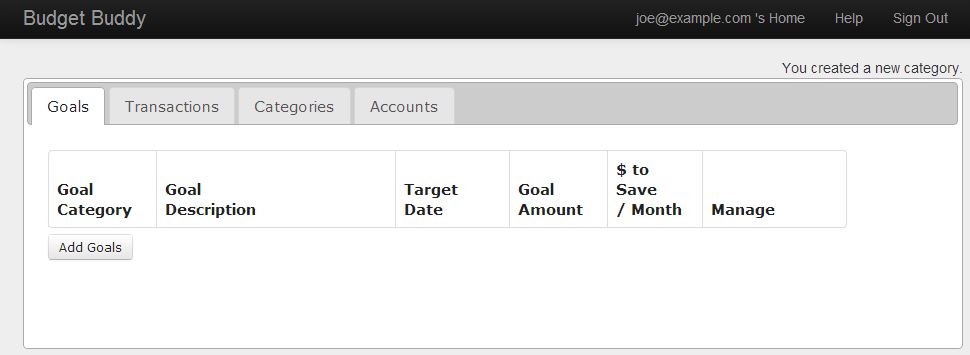 Budget Buddy joe@example.com 's Home Help Sign Out
You created a new category.
Goals Transactions Categories Accounts
$ to
Goal Goal Target Goal Save
Category Description Date Amount / Month Manage
Add Goals